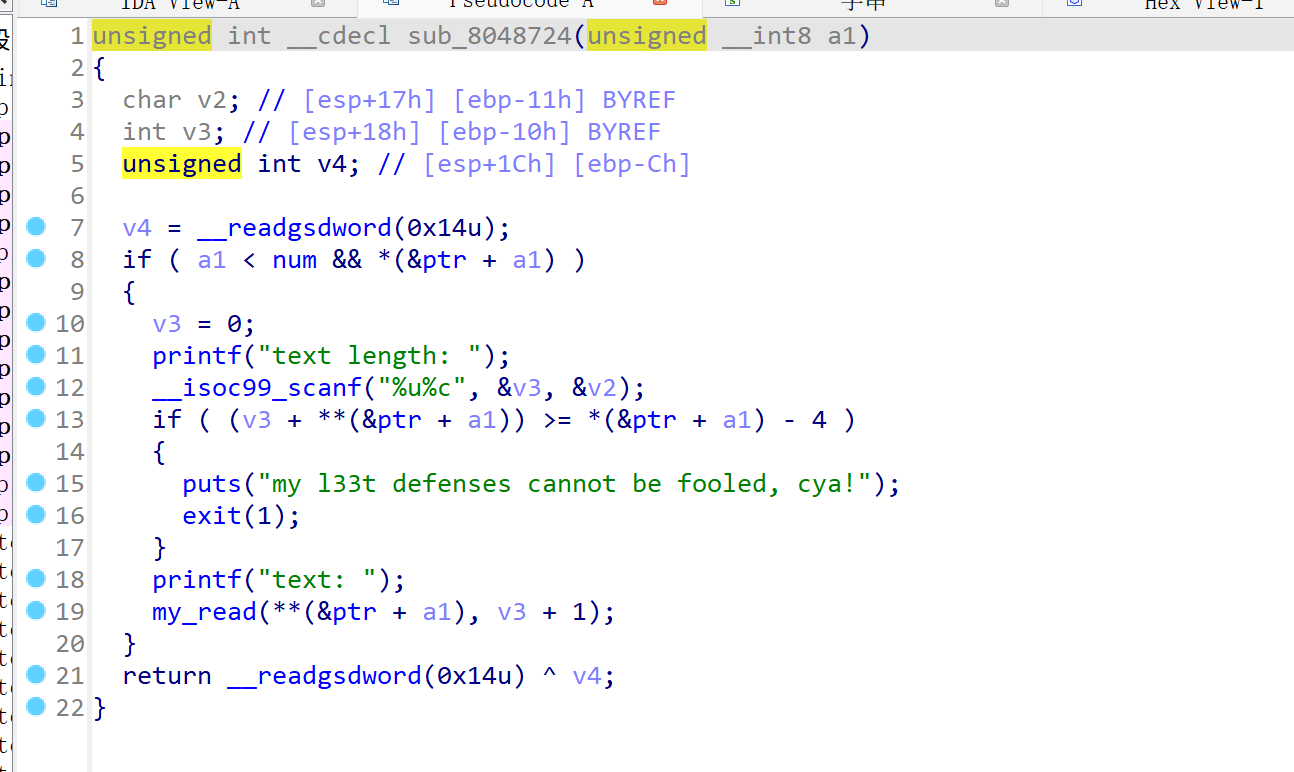 IDA View-A Pseudocode A 字串 Hex View-1
1 unsigned int __cdecl sub_8048724(unsigned __int8 a1)
2 {
3 char v2; // [esp+17h] [ebp-11h] BYREF
4 int v3; // [esp+18h] [ebp-10h] BYREF
5 unsigned int v4; // [esp+1Ch] [ebp-Ch]
6
7 v4 = __readgsdword(0x14u);
8 if ( a1 < num && *(&ptr + a1) )
9 {
10 v3 = 0;
11 printf("text length: ");
12 __isoc99_scanf("%u%c", &v3, &v2);
13 if ( (v3 + **(&ptr + a1)) >= *(&ptr + a1) - 4 )
14 {
15 puts("my l33t defenses cannot be fooled, cya!");
16 exit(1);
17 }
18 printf("text: ");
19 my_read(**(&ptr + a1), v3 + 1);
20 }
21 return __readgsdword(0x14u) ^ v4;
22 }